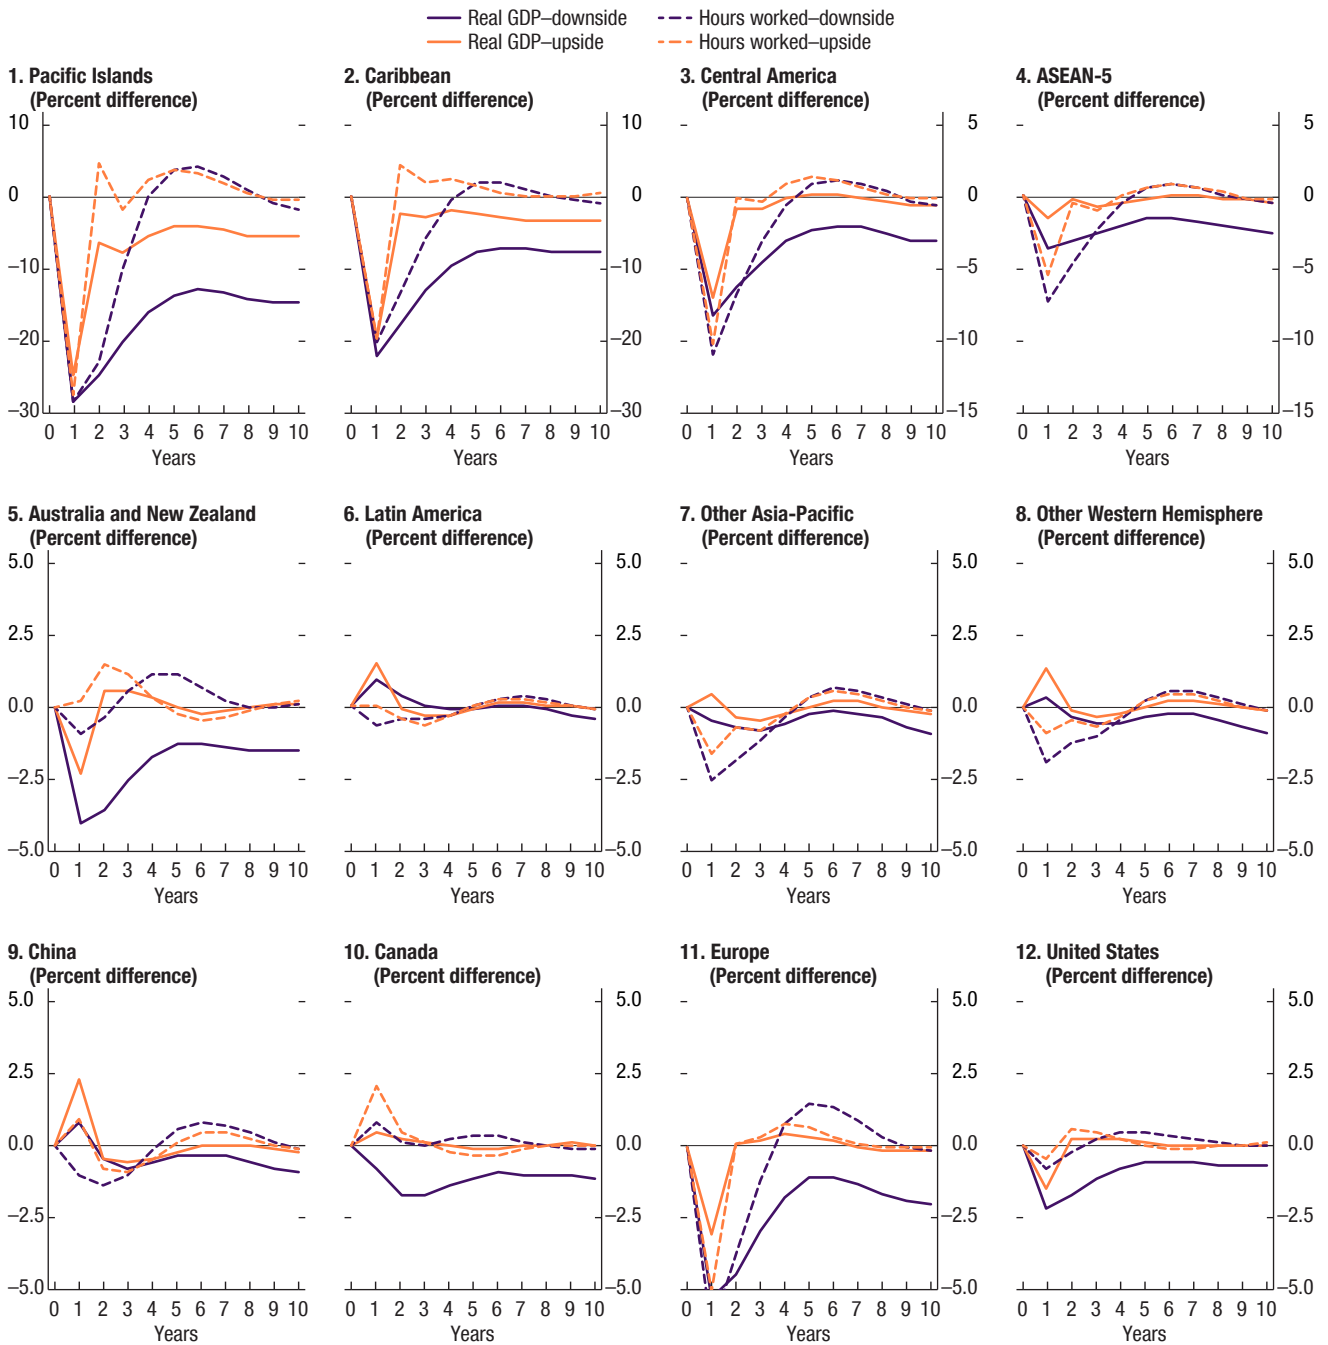 Real GDP–downside
Hours worked–downside
Real GDP–upside
Hours worked–upside
1. Pacific Islands
(Percent difference)
10
0
–10
–20
–30
0 1 2 3 4 5 6 7 8 9 10
Years
2. Caribbean
(Percent difference)
10
0
–10
–20
–30
0 1 2 3 4 5 6 7 8 9 10
Years
3. Central America
(Percent difference)
5
0
–5
–10
–15
0 1 2 3 4 5 6 7 8 9 10
Years
4. ASEAN-5
(Percent difference)
5
0
–5
–10
–15
0 1 2 3 4 5 6 7 8 9 10
Years
5. Australia and New Zealand
(Percent difference)
5.0
2.5
0.0
–2.5
–5.0
0 1 2 3 4 5 6 7 8 9 10
Years
6. Latin America
(Percent difference)
5.0
2.5
0.0
–2.5
–5.0
0 1 2 3 4 5 6 7 8 9 10
Years
7. Other Asia-Pacific
(Percent difference)
5.0
2.5
0.0
–2.5
–5.0
0 1 2 3 4 5 6 7 8 9 10
Years
8. Other Western Hemisphere
(Percent difference)
5.0
2.5
0.0
–2.5
–5.0
0 1 2 3 4 5 6 7 8 9 10
Years
9. China
(Percent difference)
5.0
2.5
0.0
–2.5
–5.0
0 1 2 3 4 5 6 7 8 9 10
Years
10. Canada
(Percent difference)
5.0
2.5
0.0
–2.5
–5.0
0 1 2 3 4 5 6 7 8 9 10
Years
11. Europe
(Percent difference)
5.0
2.5
0.0
–2.5
–5.0
0 1 2 3 4 5 6 7 8 9 10
Years
12. United States
(Percent difference)
5.0
2.5
0.0
–2.5
–5.0
0 1 2 3 4 5 6 7 8 9 10
Years